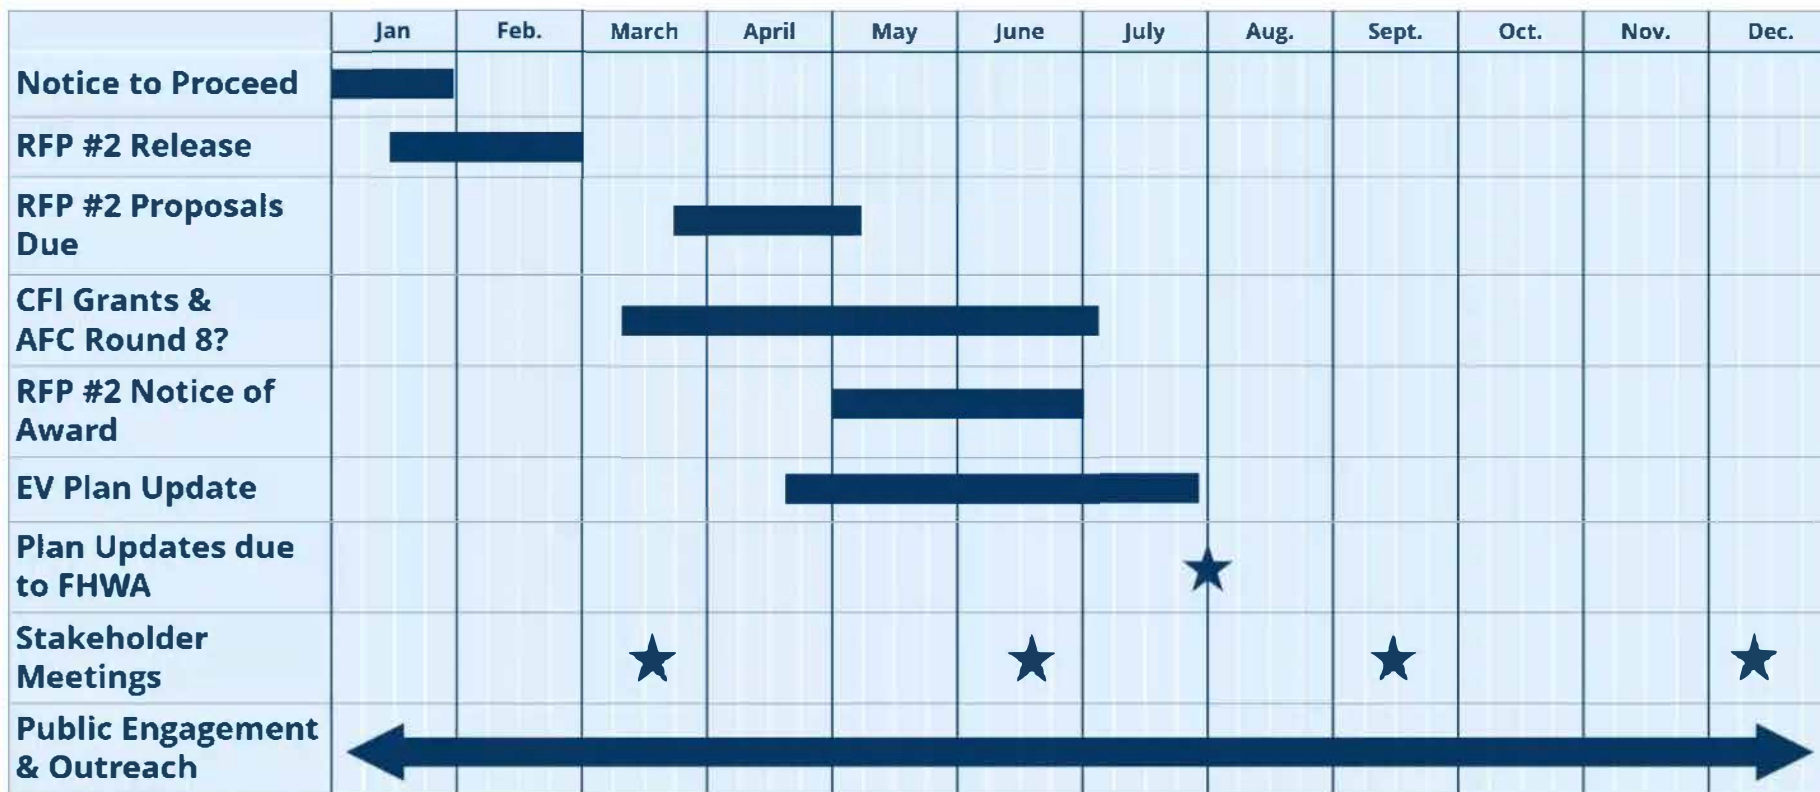 Jan Feb. March April May June July Aug. Sept. Oct. Nov. Dec.
Notice to Proceed
RFP #2 Release
RFP #2 Proposals
Due
CFI Grants &
AFC Round 8?
RFP #2 Notice of
Award
EV Plan Update
Plan Updates due
to FHWA
Stakeholder
Meetings
Public Engagement
& Outreach